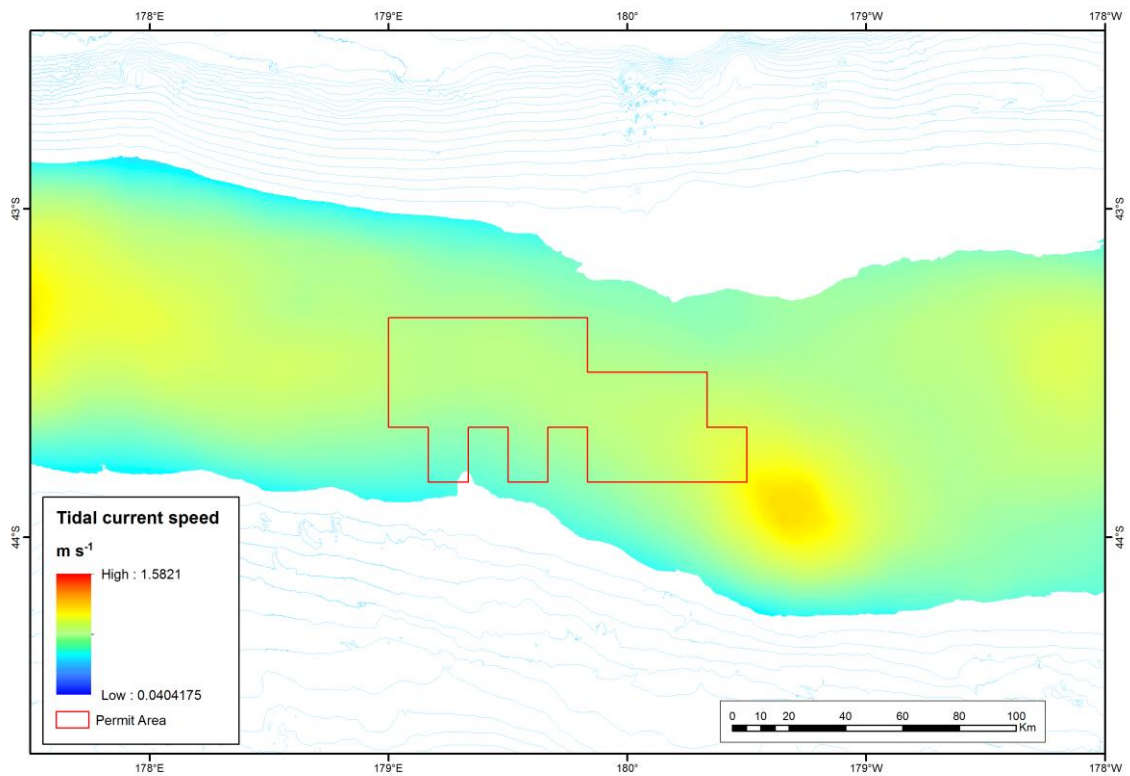 178°E 179°E 180° 179°W 178°W
43°S 43°S
44°S 44°S
Tidal current speed
m s⁻¹
High : 1.5821
Low : 0.0404175
Permit Area
0 5 10 20 40 60 80 100
Km
178°E 179°E 180° 179°W 178°W